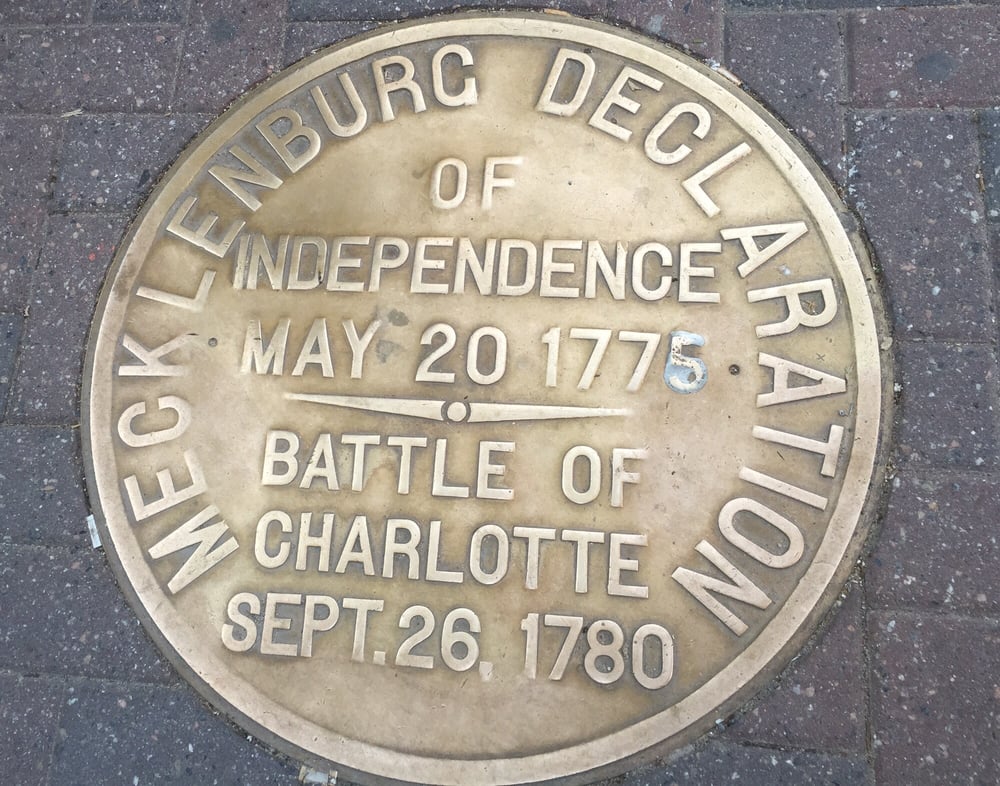 MECKLENBURG DECLARATION
OF
INDEPENDENCE
MAY 20 1775
BATTLE OF
CHARLOTTE
SEPT. 26, 1780